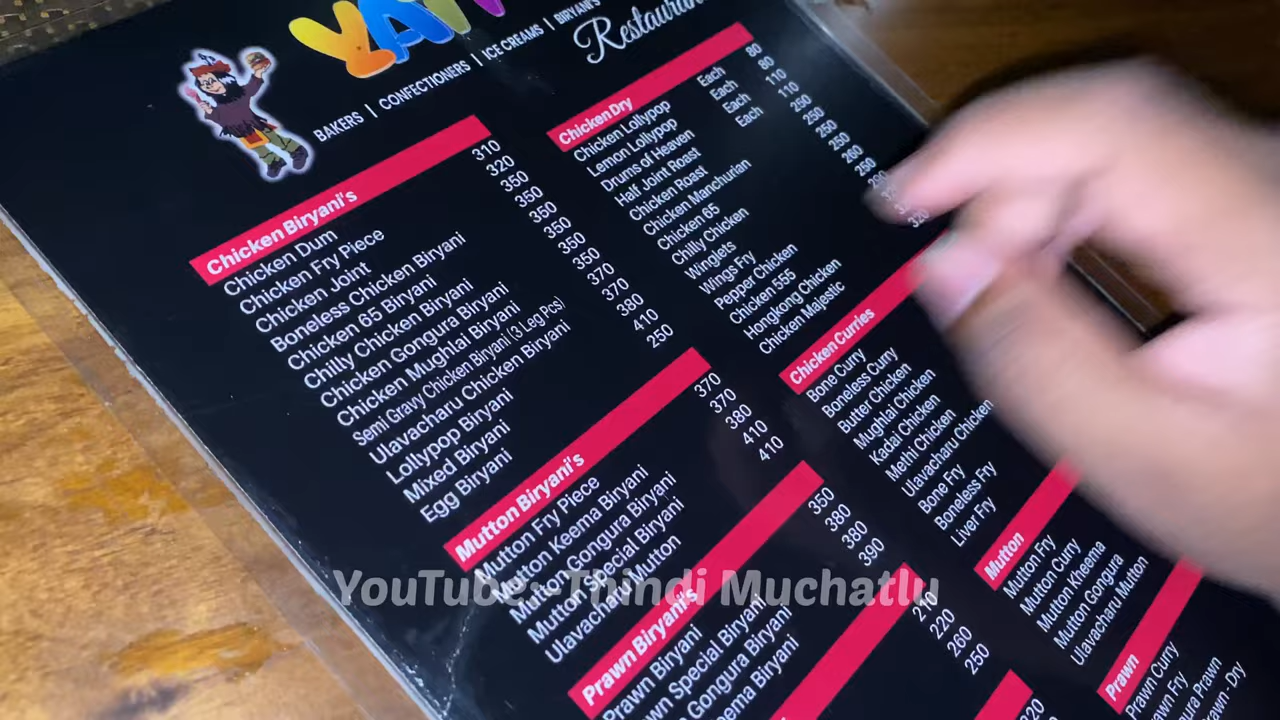 BAKERS | CONFECTIONERS | ICE CREAMS | BIRYANI'S
Restaurant
Chicken Biryani's
Chicken Dum 310
Chicken Fry Piece 320
Chicken Joint 350
Boneless Chicken Biryani 350
Chicken 65 Biryani 350
Chilly Chicken Biryani 350
Chicken Gongura Biryani 350
Chicken Mughlai Biryani 350
Semi Gravy Chicken Biryani (3 Leg Pcs) 370
Ulavacharu Chicken Biryani 370
Lollypop Biryani 380
Mixed Biryani 410
Egg Biryani 250
Mutton Biryani's
Mutton Fry Piece 370
Mutton Keema Biryani 370
Mutton Gongura Biryani 380
Mutton Special Biryani 410
Ulavacharu Mutton 410
Prawn Biryani's
Prawn Biryani 350
Prawn Special Biryani 380
Gongura Biryani 380
Biryani 390
210
220
260
250
Chicken Dry
Chicken Lollypop Each 80
Lemon Lollypop Each 80
Drums of Heaven Each 110
Half Joint Roast Each 110
Chicken Roast 250
Chicken Manchurian 250
Chicken 65 250
Chilly Chicken 250
Winglets 260
Wings Fry 250
Pepper Chicken
Chicken 555
Hongkong Chicken
Chicken Majestic 320
Chicken Curries
Bone Curry
Boneless Curry
Butter Chicken
Mughlai Chicken
Kadai Chicken
Methi Chicken
Ulavacharu Chicken
Bone Fry
Boneless Fry
Liver Fry
Mutton
Mutton Fry
Mutton Curry
Mutton Kheema
Mutton Gongura
Ulavacharu Mutton
Prawn
Prawn Curry
Prawn Fry
Prawn
YouTube:-Thindi Muchatlu